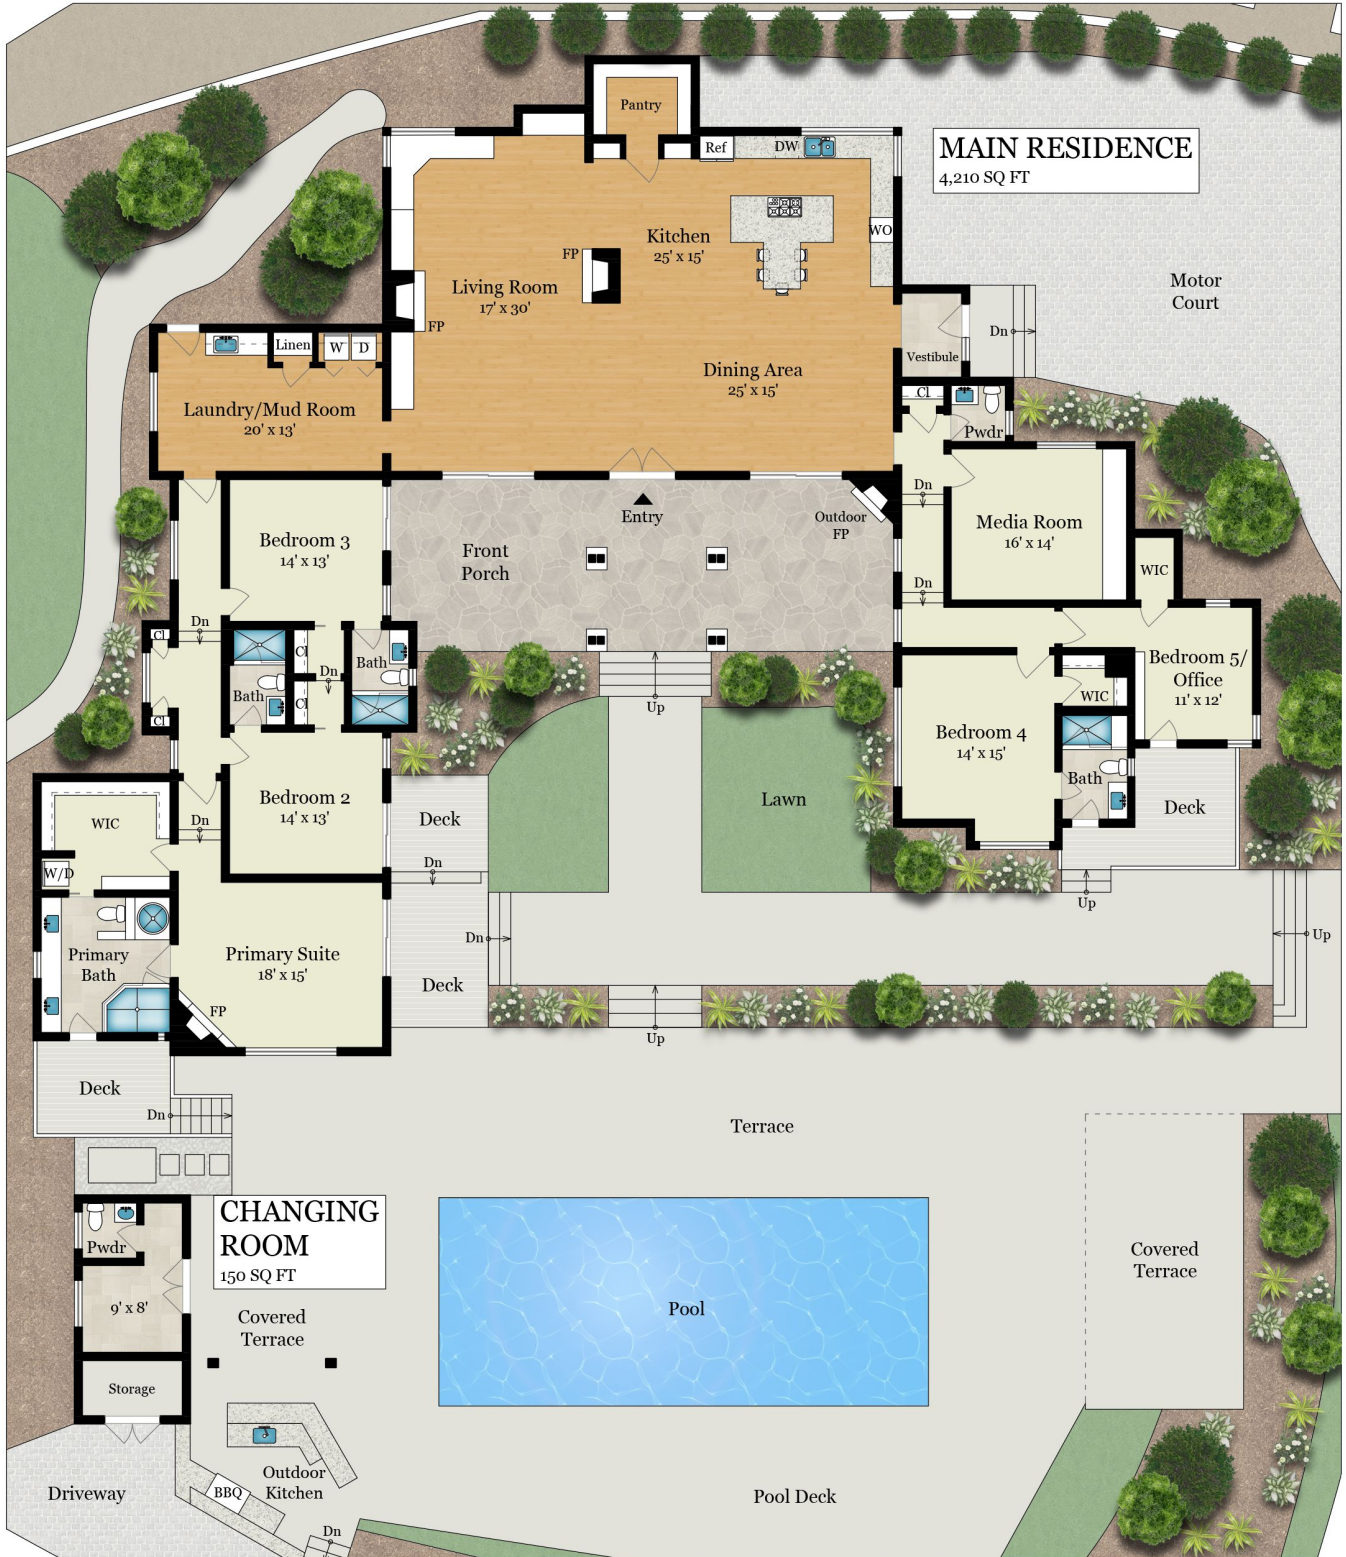 Pantry
MAIN RESIDENCE
4,210 SQ FT
Ref
DW
WO
Kitchen
25' x 15'
FP
Living Room
17' x 30'
FP
Motor
Court
Dn
Vestibule
Linen
W
D
Dining Area
25' x 15'
Laundry/Mud Room
20' x 13'
Cl
Pwdr
Dn
Media Room
16' x 14'
Outdoor
FP
Entry
Front
Porch
Bedroom 3
14' x 13'
WIC
Dn
Dn
Cl
Cl
Bath
Cl
Dn
Cl
Bath
Up
Bedroom 5/
Office
11' x 12'
WIC
Bedroom 4
14' x 15'
Bath
Deck
Lawn
Bedroom 2
14' x 13'
Deck
Dn
WIC
Dn
W/D
Up
Dn
Up
Primary
Bath
Primary Suite
18' x 15'
Deck
FP
Up
Deck
Dn
Terrace
CHANGING
ROOM
150 SQ FT
Pwdr
9' x 8'
Covered
Terrace
Pool
Covered
Terrace
Storage
Outdoor
Kitchen
BBQ
Driveway
Pool Deck
Dn